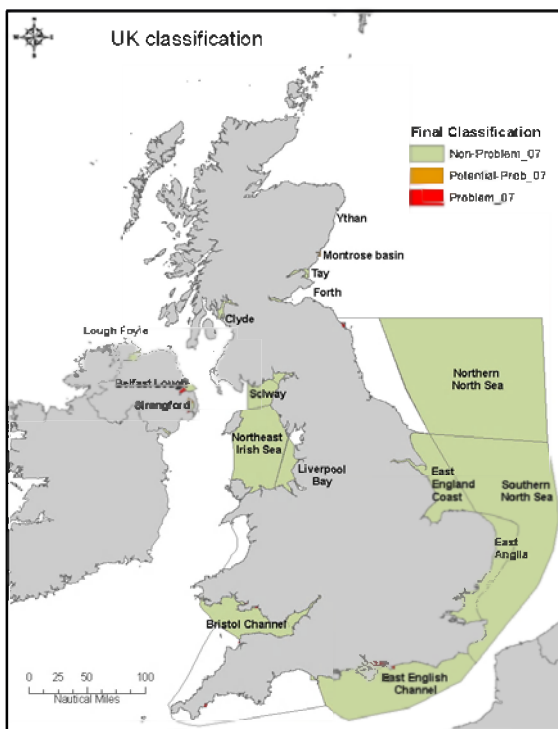 UK classification
Final Classification
Non-Problem_07
Potential-Prob_07
Problem_07
Ythan
Montrose basin
Tay
Forth
Clyde
Lough Foyle
Belfast Lough
Strangford
Solway
Northern
North Sea
Northeast
Irish Sea
Liverpool
Bay
East
England
Coast
Southern
North Sea
East
Anglia
Bristol Channel
East English
Channel
0 25 50 100
Nautical Miles